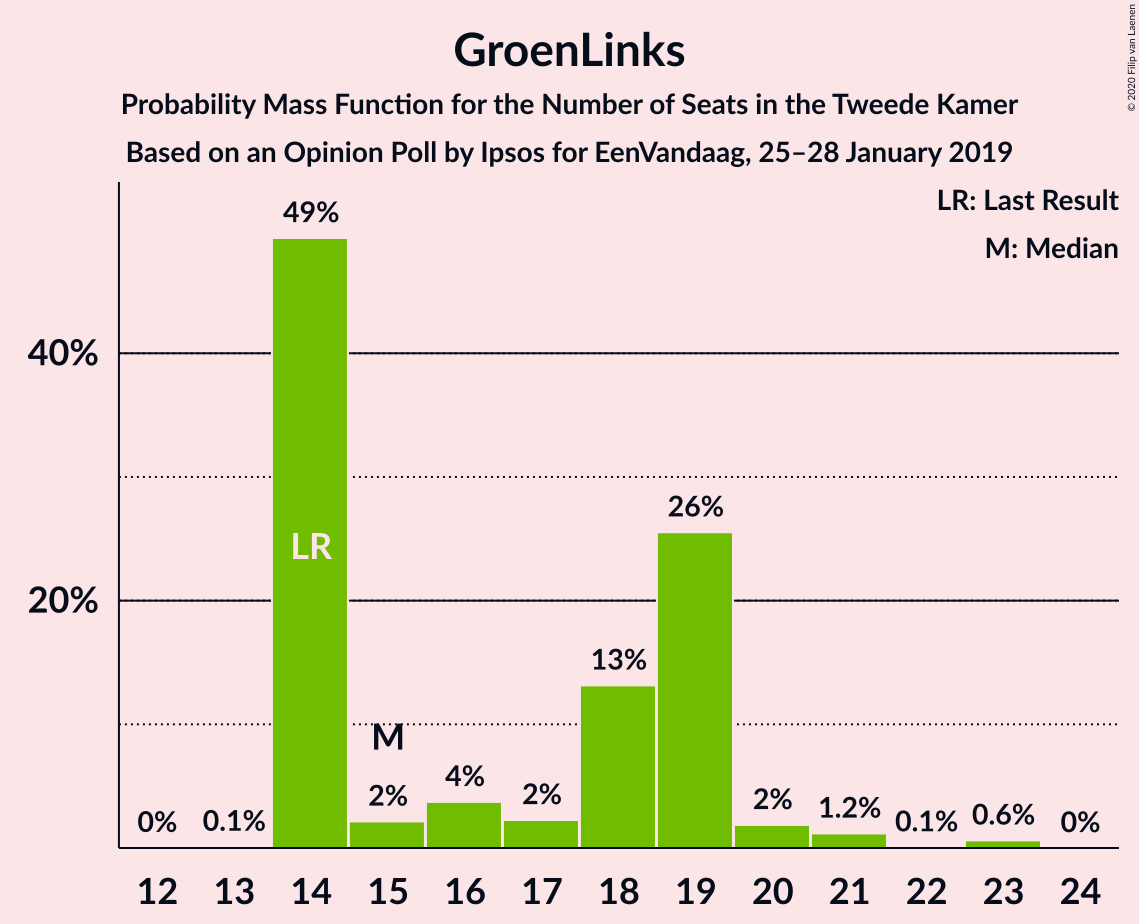 GroenLinks
Probability Mass Function for the Number of Seats in the Tweede Kamer
Based on an Opinion Poll by Ipsos for EenVandaag, 25–28 January 2019
© 2020 Filip van Laenen
LR: Last Result
M: Median
49%
40%
26%
LR
20%
13%
M
4%
2%
2%
2%
1.2%
0.6%
0%
0.1%
0.1%
0%
12 13 14 15 16 17 18 19 20 21 22 23 24